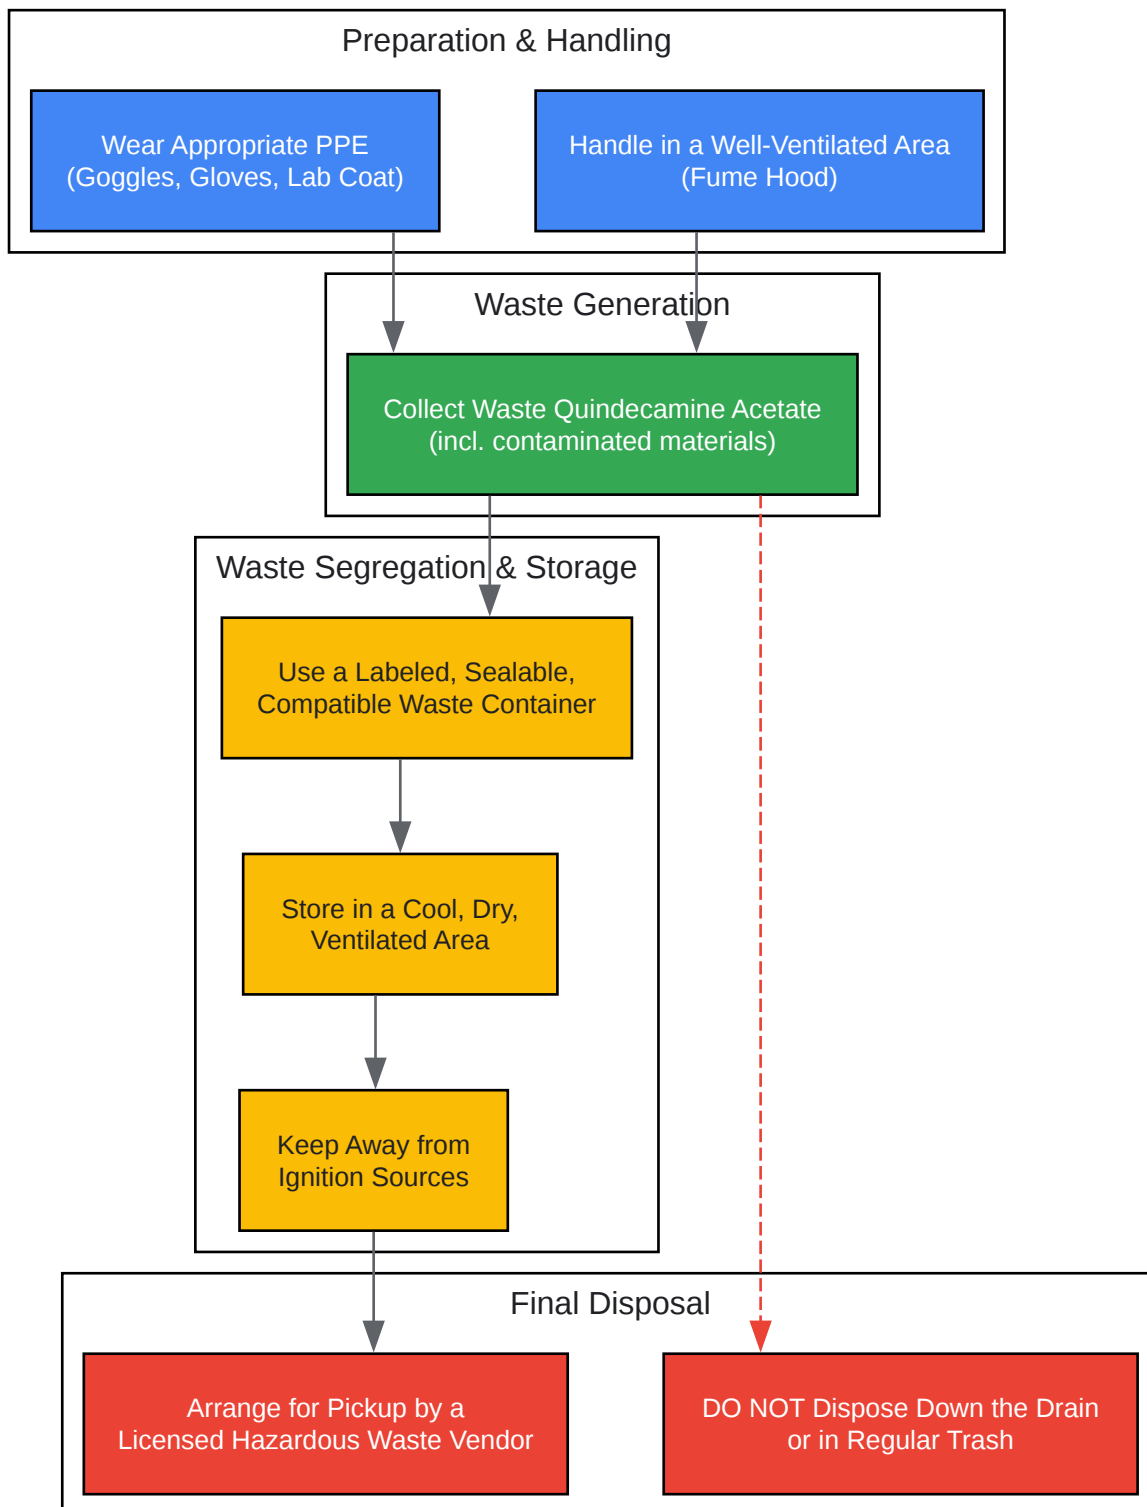 Preparation & Handling
Wear Appropriate PPE
(Goggles, Gloves, Lab Coat)
Handle in a Well-Ventilated Area
(Fume Hood)
Waste Generation
Collect Waste Quindecamine Acetate
(incl. contaminated materials)
Waste Segregation & Storage
Use a Labeled, Sealable,
Compatible Waste Container
Store in a Cool, Dry,
Ventilated Area
Keep Away from
Ignition Sources
Final Disposal
Arrange for Pickup by a
Licensed Hazardous Waste Vendor
DO NOT Dispose Down the Drain
or in Regular Trash